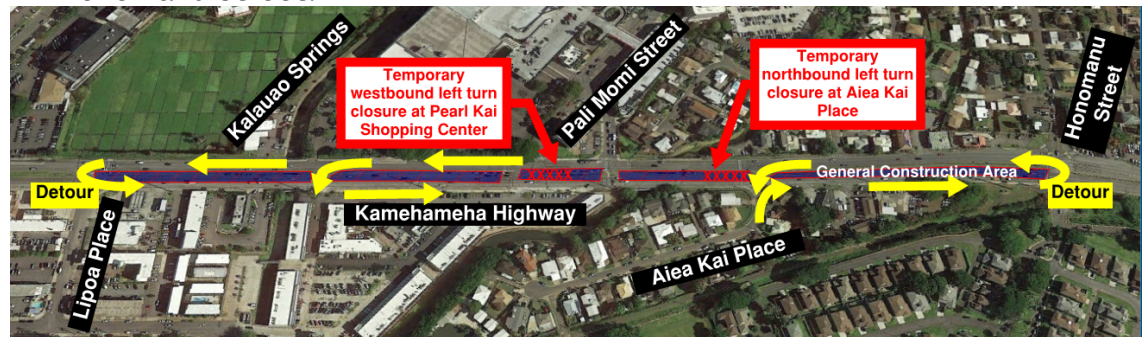 Kalauao Springs
Temporary
westbound left turn
closure at Pearl Kai
Shopping Center
Pali Momi Street
Temporary
northbound left turn
closure at Aiea Kai
Place
Honomanu
Street
XXXXX
XXXXX
General Construction Area
Detour
Detour
Kamehameha Highway
Lipoa Place
Aiea Kai Place